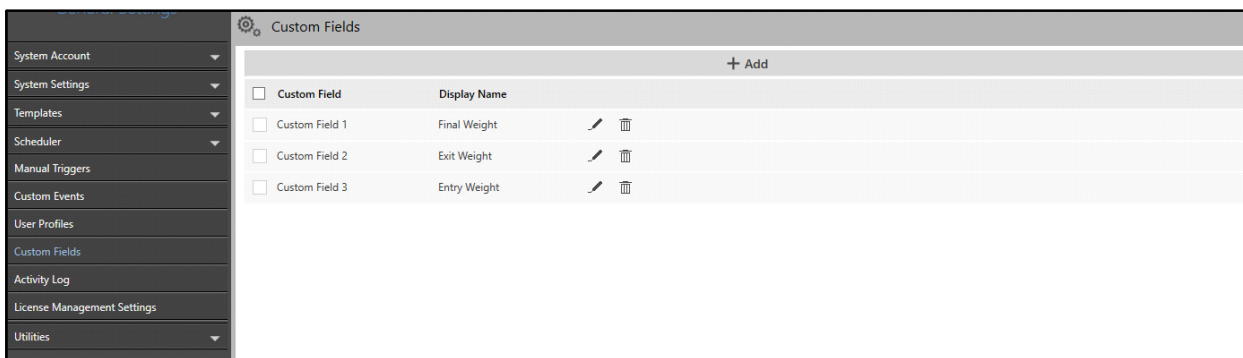 Custom Fields
System Account
System Settings
Templates
Scheduler
Manual Triggers
Custom Events
User Profiles
Custom Fields
Activity Log
License Management Settings
Utilities
+ Add
Custom Field Display Name
Custom Field 1 Final Weight
Custom Field 2 Exit Weight
Custom Field 3 Entry Weight